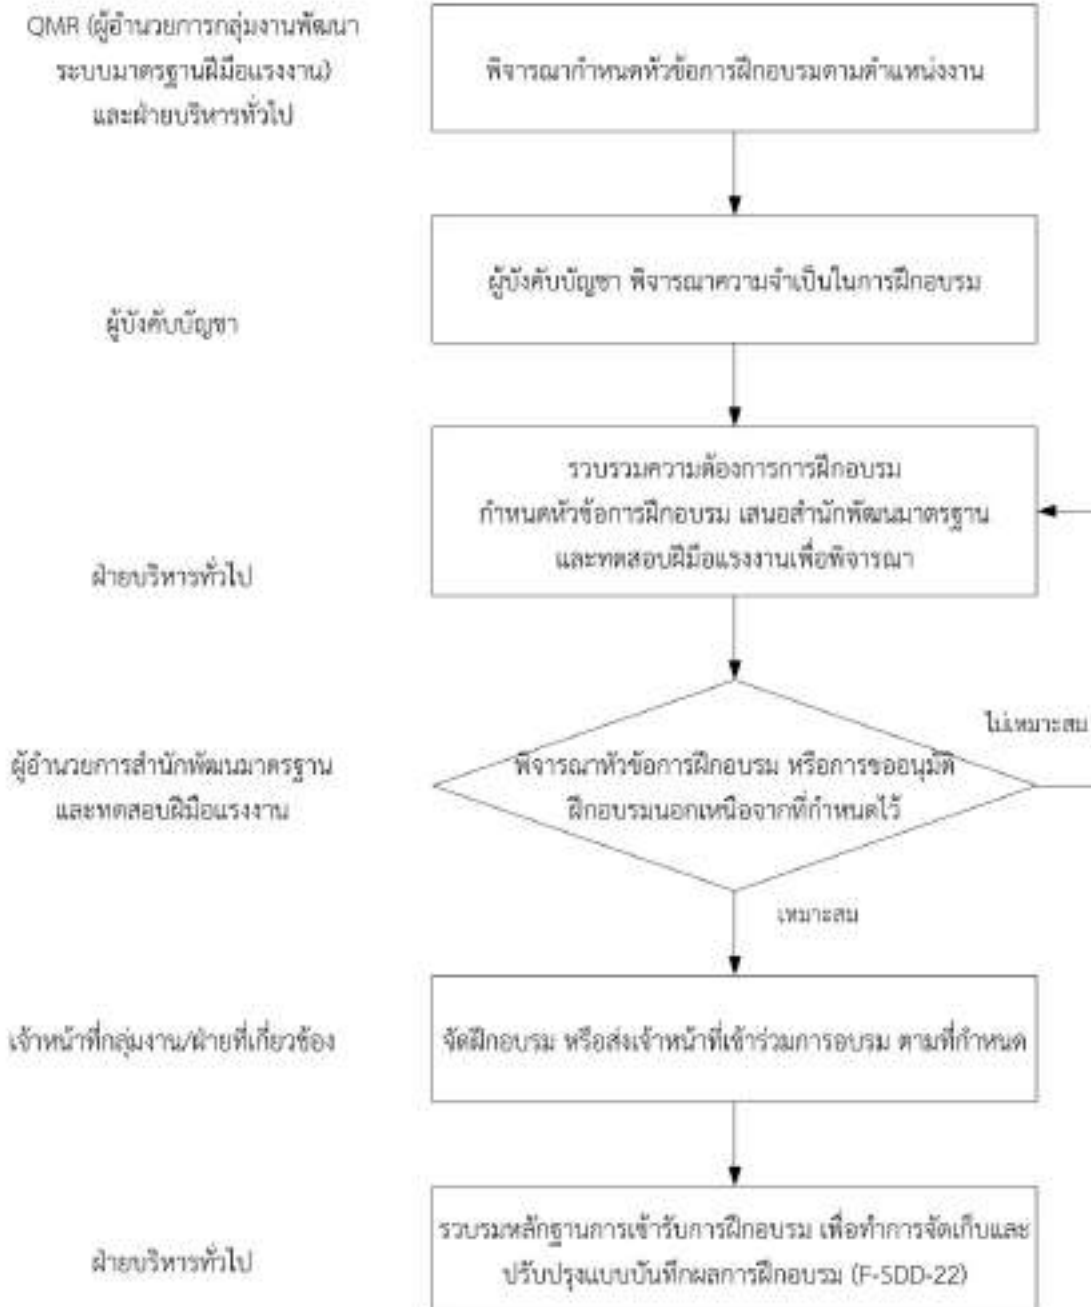 QMR (ผู้อำนวยการกลุ่มงานพัฒนา
ระบบมาตรฐานฝีมือแรงงาน)
และฝ่ายบริหารทั่วไป
พิจารณากำหนดหัวข้อการฝึกอบรมตามตำแหน่งงาน
ผู้บังคับบัญชา
ผู้บังคับบัญชา พิจารณาความจำเป็นในการฝึกอบรม
ฝ่ายบริหารทั่วไป
รวบรวมความต้องการการฝึกอบรม
กำหนดหัวข้อการฝึกอบรม เสนอสำนักพัฒนมาตรฐาน
และทดสอบฝีมือแรงงานเพื่อพิจารณา
ผู้อำนวยการสำนักพัฒนมาตรฐาน
และทดสอบฝีมือแรงงาน
พิจารณาหัวข้อการฝึกอบรม หรือการขออนุมัติ
ฝึกอบรมนอกเหนือจากที่กำหนดไว้
ไม่เหมาะสม
เหมาะสม
เจ้าหน้าที่กลุ่มงาน/ฝ่ายที่เกี่ยวข้อง
จัดฝึกอบรม หรือส่งเจ้าหน้าที่เข้าร่วมการอบรม ตามที่กำหนด
ฝ่ายบริหารทั่วไป
รวบรมหลักฐานการเข้ารับการฝึกอบรม เพื่อทำการจัดเก็บและ
ปรับปรุงแบบบันทึกผลการฝึกอบรม (F-SDD-22)